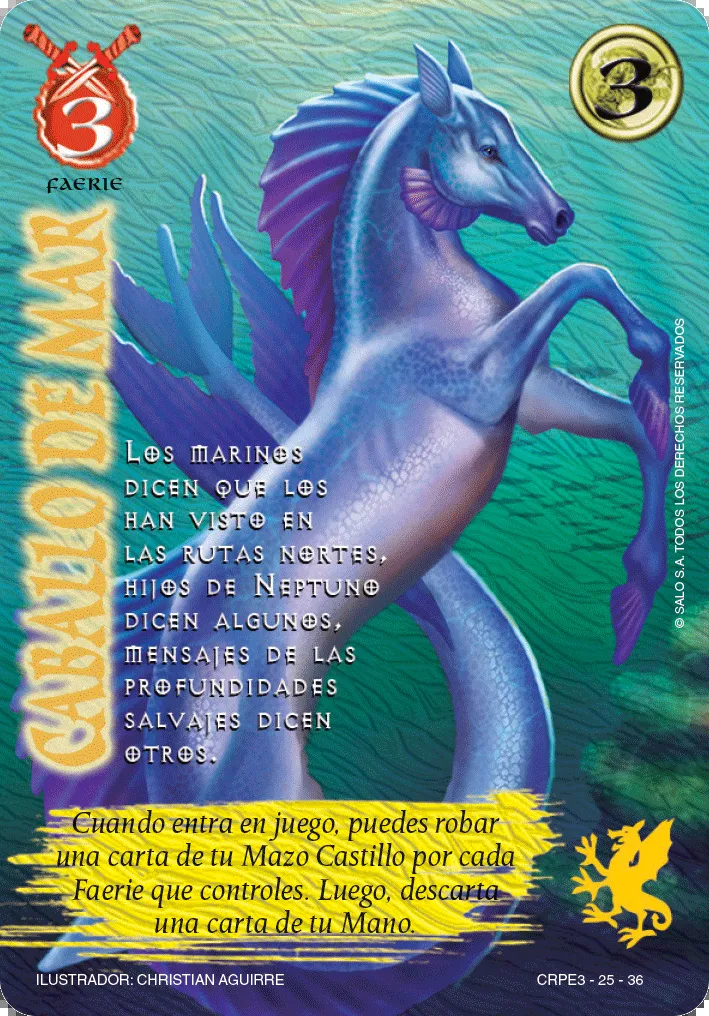 3
3
FAERIE
CABALLO DE MAR
Los marinos
dicen que los
han visto en
las rutas nortes,
hijos de Neptuno
dicen algunos,
mensajes de las
profundidades
salvajes dicen
otros.
© SALO S.A. TODOS LOS DERECHOS RESERVADOS
Cuando entra en juego, puedes robar
una carta de tu Mazo Castillo por cada
Faerie que controles. Luego, descarta
una carta de tu Mano.
ILUSTRADOR: CHRISTIAN AGUIRRE
CRPE3 - 25 - 36